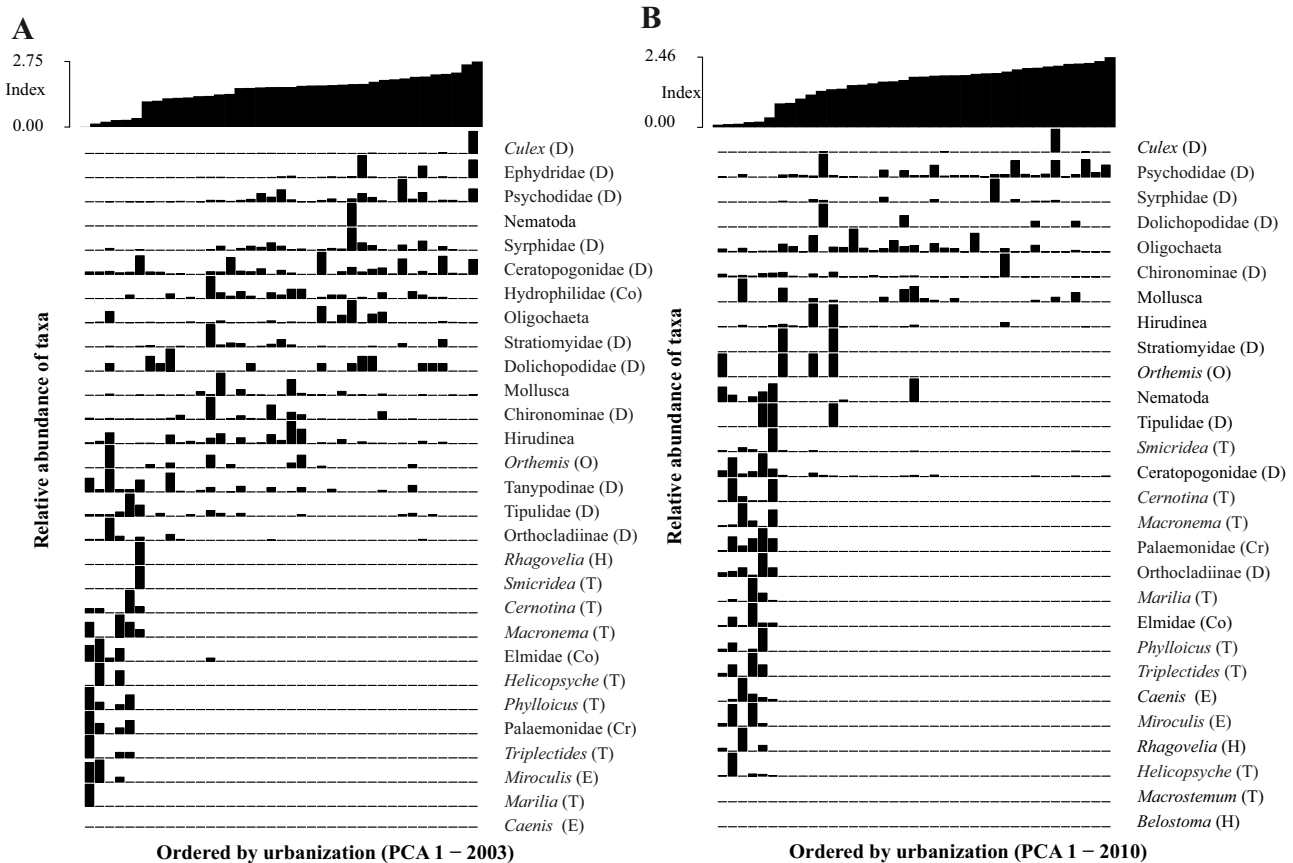 A
2.75
Index
0.00
Culex (D)
Ephydridae (D)
Psychodidae (D)
Nematoda
Syrphidae (D)
Ceratopogonidae (D)
Hydrophilidae (Co)
Oligochaeta
Stratiomyidae (D)
Dolichopodidae (D)
Mollusca
Chironominae (D)
Hirudinea
Orthemis (O)
Tanypodinae (D)
Tipulidae (D)
Orthocladiinae (D)
Rhagovelia (H)
Smicridea (T)
Cernotina (T)
Macronema (T)
Elmidae (Co)
Helicopsyche (T)
Phylloicus (T)
Palaemonidae (Cr)
Triplectides (T)
Miroculis (E)
Marilia (T)
Caenis (E)
Relative abundance of taxa
Ordered by urbanization (PCA 1 − 2003)
B
2.46
Index
0.00
Culex (D)
Psychodidae (D)
Syrphidae (D)
Dolichopodidae (D)
Oligochaeta
Chironominae (D)
Mollusca
Hirudinea
Stratiomyidae (D)
Orthemis (O)
Nematoda
Tipulidae (D)
Smicridea (T)
Ceratopogonidae (D)
Cernotina (T)
Macronema (T)
Palaemonidae (Cr)
Orthocladiinae (D)
Marilia (T)
Elmidae (Co)
Phylloicus (T)
Triplectides (T)
Caenis (E)
Miroculis (E)
Rhagovelia (H)
Helicopsyche (T)
Macrostemum (T)
Belostoma (H)
Relative abundance of taxa
Ordered by urbanization (PCA 1 − 2010)